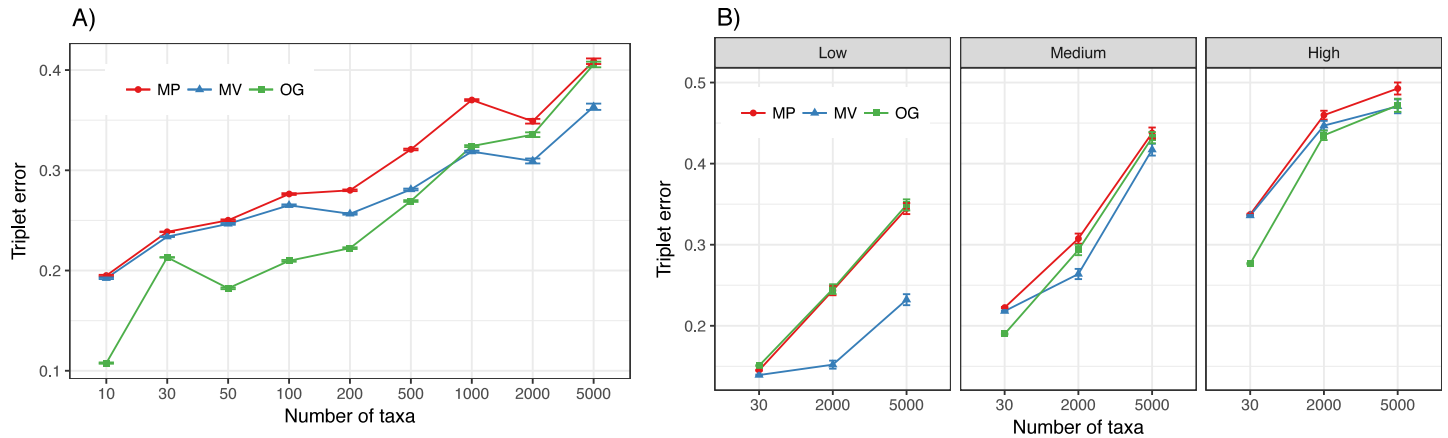 A)
Triplet error
0.4
0.3
0.2
0.1
MP MV OG
10 30 50 100 200 500 1000 2000 5000
Number of taxa
B)
Low Medium High
Triplet error
0.5
0.4
0.3
0.2
MP MV OG
30 2000 5000 30 2000 5000 30 2000 5000
Number of taxa